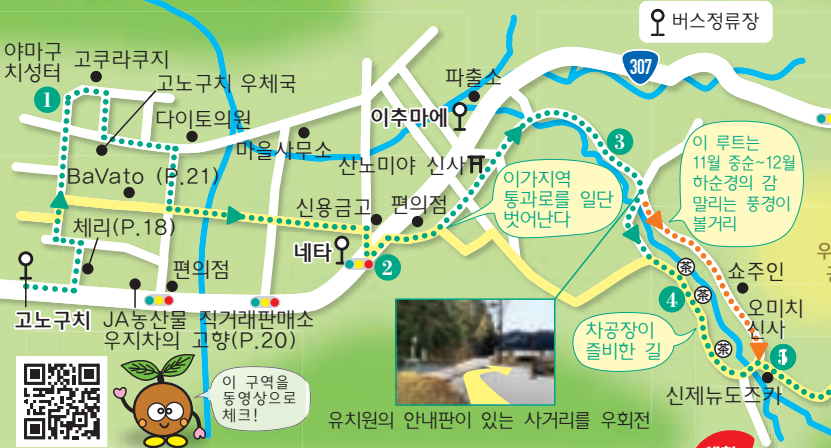 버스정류장
307
야마구
치성터
고쿠라쿠지
고노구치 우체국
다이토의원
마을사무소
파출소
이추마에
산노미야 신사
1
3
이 루트는
11월 중순~12월
하순경의 감
말리는 풍경이
볼거리
이가지역
통과로를 일단
벗어난다
BaVato (P.21)
체리(P.18)
신용금고
편의점
네타
2
편의점
고노구치
JA농산물 직거래판매소
우지차의 고향(P.20)
茶
茶
茶
쇼주인
4
오미치
신사
차공장이
즐비한 길
5
신제뉴도즈카
이 구역을
동영상으로
체크!
유치원의 안내판이 있는 사거리를 우회전